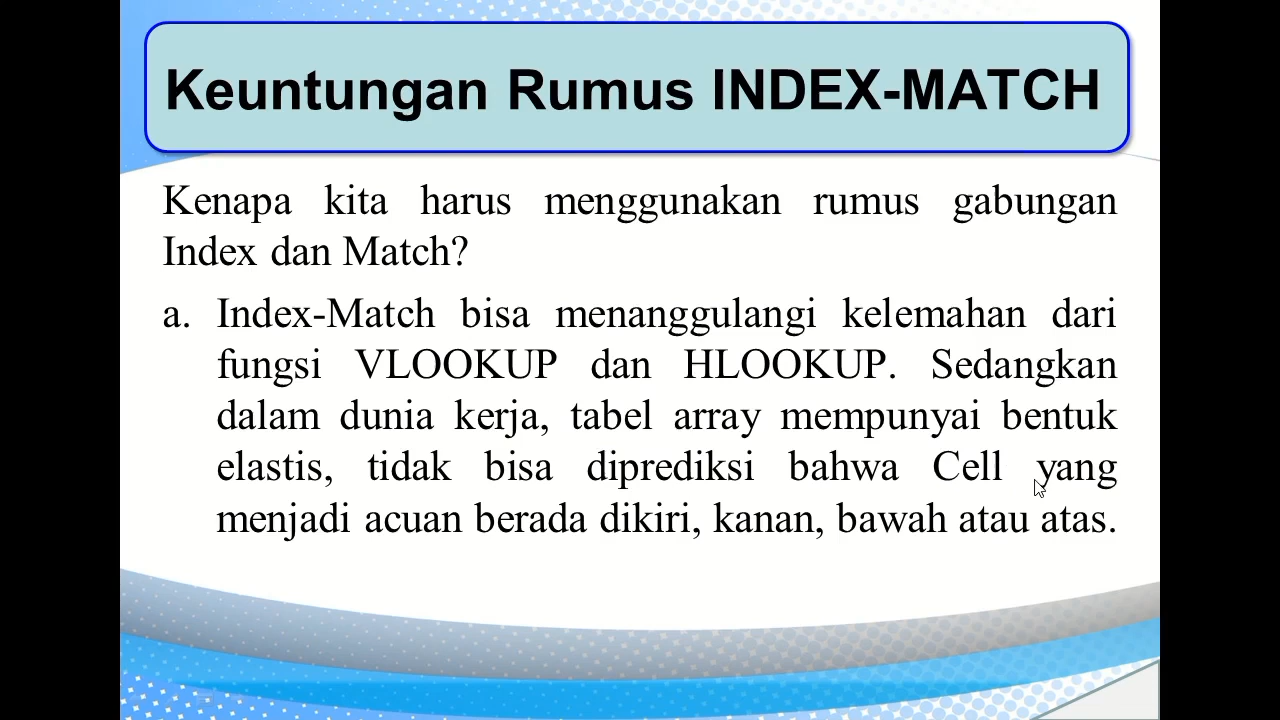 Keuntungan Rumus INDEX-MATCH
Kenapa kita harus menggunakan rumus gabungan
Index dan Match?
a. Index-Match bisa menanggulangi kelemahan dari
fungsi VLOOKUP dan HLOOKUP. Sedangkan
dalam dunia kerja, tabel array mempunyai bentuk
elastis, tidak bisa diprediksi bahwa Cell yang
menjadi acuan berada dikiri, kanan, bawah atau atas.